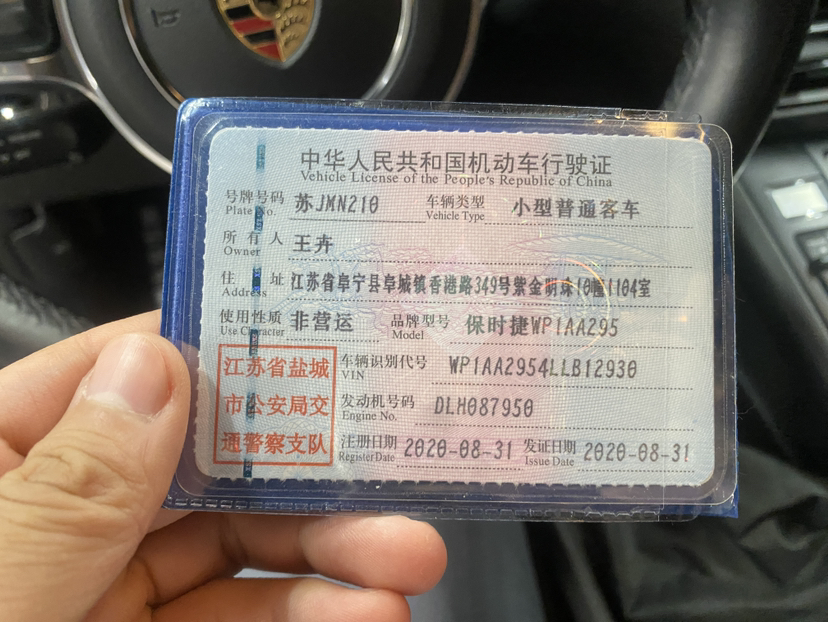 中华人民共和国机动车行驶证
Vehicle License of the People's Republic of China
号牌号码 苏JMN210 车辆类型 小型普通客车
Plate No. Vehicle Type
所有人 王卉
Owner
住址 江苏省阜宁县阜城镇香港路349号紫金明珠10幢1104室
Address
使用性质 非营运 品牌型号 保时捷WP1AA295
Use Character Model
江苏省盐城
市公安局交
通警察支队
车辆识别代号 WP1AA2954LLB12930
VIN
发动机号码 DLH087950
Engine No.
注册日期 2020-08-31 发证日期 2020-08-31
Register Date Issue Date